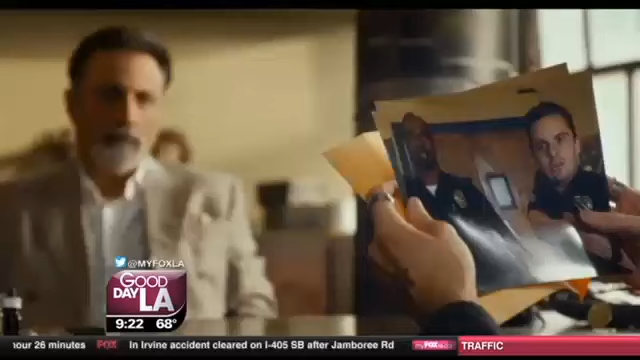 @MYFOXLA
GOOD
DAY LA
9:22 68°
our 26 minutes FOX In Irvine accident cleared on I-405 SB after Jamboree Rd TRAFFIC